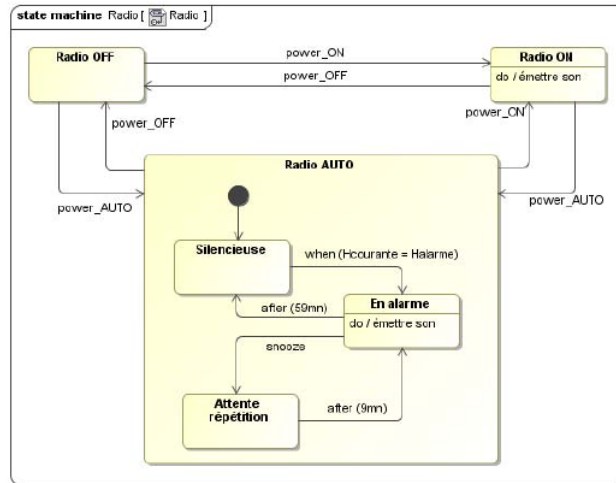 state machine Radio [ Radio ]
Radio OFF
power_ON
Radio ON
do / émettre son
power_OFF
power_OFF
power_ON
Radio AUTO
power_AUTO
power_AUTO
Silencieuse
when (Hcourante = Halarme)
En alarme
do / émettre son
after (59mn)
snooze
Attente
répétition
after (9mn)